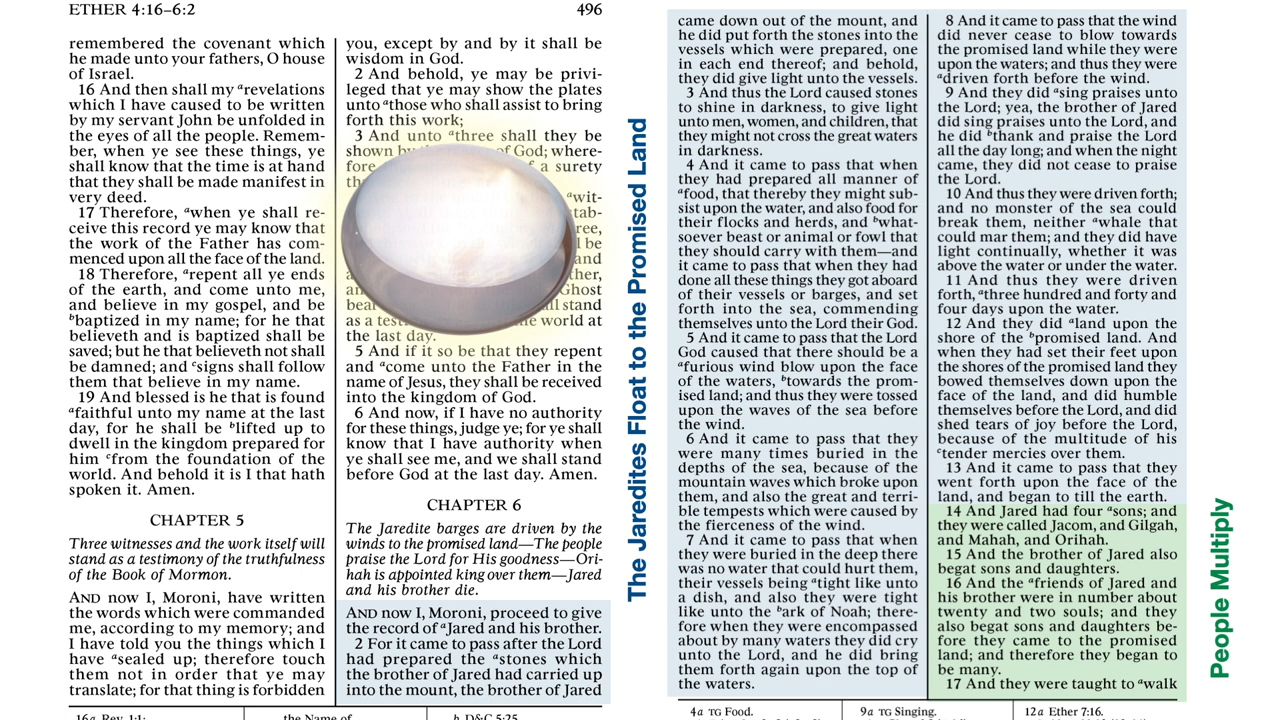 ETHER 4:16–6:2
496
remembered the covenant which
he made unto your fathers, O house
of Israel.
16 And then shall my ᵃrevelations
which I have caused to be written
by my servant John be unfolded in
the eyes of all the people. Remem-
ber, when ye see these things, ye
shall know that the time is at hand
that they shall be made manifest in
very deed.
17 Therefore, ᵃwhen ye shall re-
ceive this record ye may know that
the work of the Father has com-
menced upon all the face of the land.
18 Therefore, ᵃrepent all ye ends
of the earth, and come unto me,
and believe in my gospel, and be
ᵇbaptized in my name; for he that
believeth and is baptized shall be
saved; but he that believeth not shall
be damned; and ᶜsigns shall follow
them that believe in my name.
19 And blessed is he that is found
ᵃfaithful unto my name at the last
day, for he shall be ᵇlifted up to
dwell in the kingdom prepared for
him ᶜfrom the foundation of the
world. And behold it is I that hath
spoken it. Amen.
CHAPTER 5
Three witnesses and the work itself will
stand as a testimony of the truthfulness
of the Book of Mormon.
AND now I, Moroni, have written
the words which were commanded
me, according to my memory; and
I have told you the things which I
have ᵃsealed up; therefore touch
them not in order that ye may
translate; for that thing is forbidden
you, except by and by it shall be
wisdom in God.
2 And behold, ye may be privi-
leged that ye may show the plates
unto ᵃthose who shall assist to bring
forth this work;
3 And unto ᵃthree shall they be
shown by of God; where-
fore a surety
ᵃwit-
be
and
Ghost
stand
as a world at
the last day.
5 And if it so be that they repent
and ᵃcome unto the Father in the
name of Jesus, they shall be received
into the kingdom of God.
6 And now, if I have no authority
for these things, judge ye; for ye shall
know that I have authority when
ye shall see me, and we shall stand
before God at the last day. Amen.
CHAPTER 6
The Jaredite barges are driven by the
winds to the promised land—The people
praise the Lord for His goodness—Ori-
hah is appointed king over them—Jared
and his brother die.
AND now I, Moroni, proceed to give
the record of ᵃJared and his brother.
2 For it came to pass after the Lord
had prepared the ᵃstones which
the brother of Jared had carried up
into the mount, the brother of Jared
The Jaredites Float to the Promised Land
came down out of the mount, and
he did put forth the stones into the
vessels which were prepared, one
in each end thereof; and behold,
they did give light unto the vessels.
3 And thus the Lord caused stones
to shine in darkness, to give light
unto men, women, and children, that
they might not cross the great waters
in darkness.
4 And it came to pass that when
they had prepared all manner of
ᵃfood, that thereby they might sub-
sist upon the water, and also food for
their flocks and herds, and ᵇwhat-
soever beast or animal or fowl that
they should carry with them—and
it came to pass that when they had
done all these things they got aboard
of their vessels or barges, and set
forth into the sea, commending
themselves unto the Lord their God.
5 And it came to pass that the Lord
God caused that there should be a
ᵃfurious wind blow upon the face
of the waters, ᵇtowards the prom-
ised land; and thus they were tossed
upon the waves of the sea before
the wind.
6 And it came to pass that they
were many times buried in the
depths of the sea, because of the
mountain waves which broke upon
them, and also the great and terri-
ble tempests which were caused by
the fierceness of the wind.
7 And it came to pass that when
they were buried in the deep there
was no water that could hurt them,
their vessels being ᵃtight like unto
a dish, and also they were tight
like unto the ᵇark of Noah; there-
fore when they were encompassed
about by many waters they did cry
unto the Lord, and he did bring
them forth again upon the top of
the waters.
8 And it came to pass that the wind
did never cease to blow towards
the promised land while they were
upon the waters; and thus they were
ᵃdriven forth before the wind.
9 And they did ᵃsing praises unto
the Lord; yea, the brother of Jared
did sing praises unto the Lord, and
he did ᵇthank and praise the Lord
all the day long; and when the night
came, they did not cease to praise
the Lord.
10 And thus they were driven forth;
and no monster of the sea could
break them, neither ᵃwhale that
could mar them; and they did have
light continually, whether it was
above the water or under the water.
11 And thus they were driven
forth, ᵃthree hundred and forty and
four days upon the water.
12 And they did ᵃland upon the
shore of the ᵇpromised land. And
when they had set their feet upon
the shores of the promised land they
bowed themselves down upon the
face of the land, and did humble
themselves before the Lord, and did
shed tears of joy before the Lord,
because of the multitude of his
ᶜtender mercies over them.
13 And it came to pass that they
went forth upon the face of the
land, and began to till the earth.
14 And Jared had four ᵃsons; and
they were called Jacom, and Gilgah,
and Mahah, and Orihah.
15 And the brother of Jared also
begat sons and daughters.
16 And the ᵃfriends of Jared and
his brother were in number about
twenty and two souls; and they
also begat sons and daughters be-
fore they came to the promised
land; and therefore they began to
be many.
17 And they were taught to ᵃwalk
People Multiply
16a Rev. 1:1;
the Name of
b D&C 5:25.
4a TG Food.
9a TG Singing.
12a Ether 7:16.